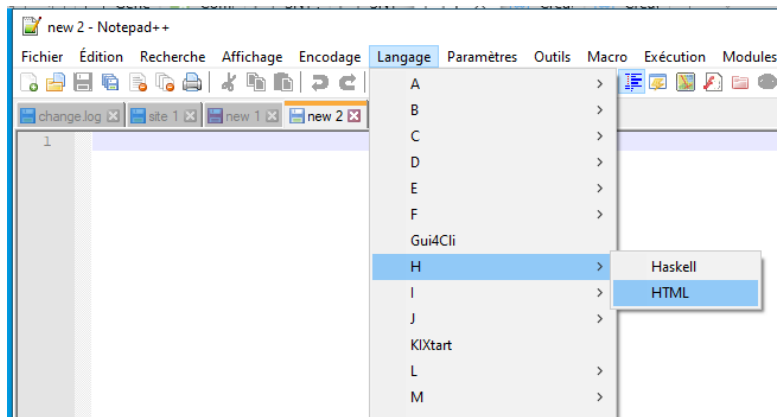 new 2 - Notepad++
Fichier Édition Recherche Affichage Encodage Langage Paramètres Outils Macro Exécution Modules
change.log site 1 new 1 new 2
1
A
B
C
D
E
F
Gui4Cli
H
Haskell
HTML
I
J
KIXtart
L
M